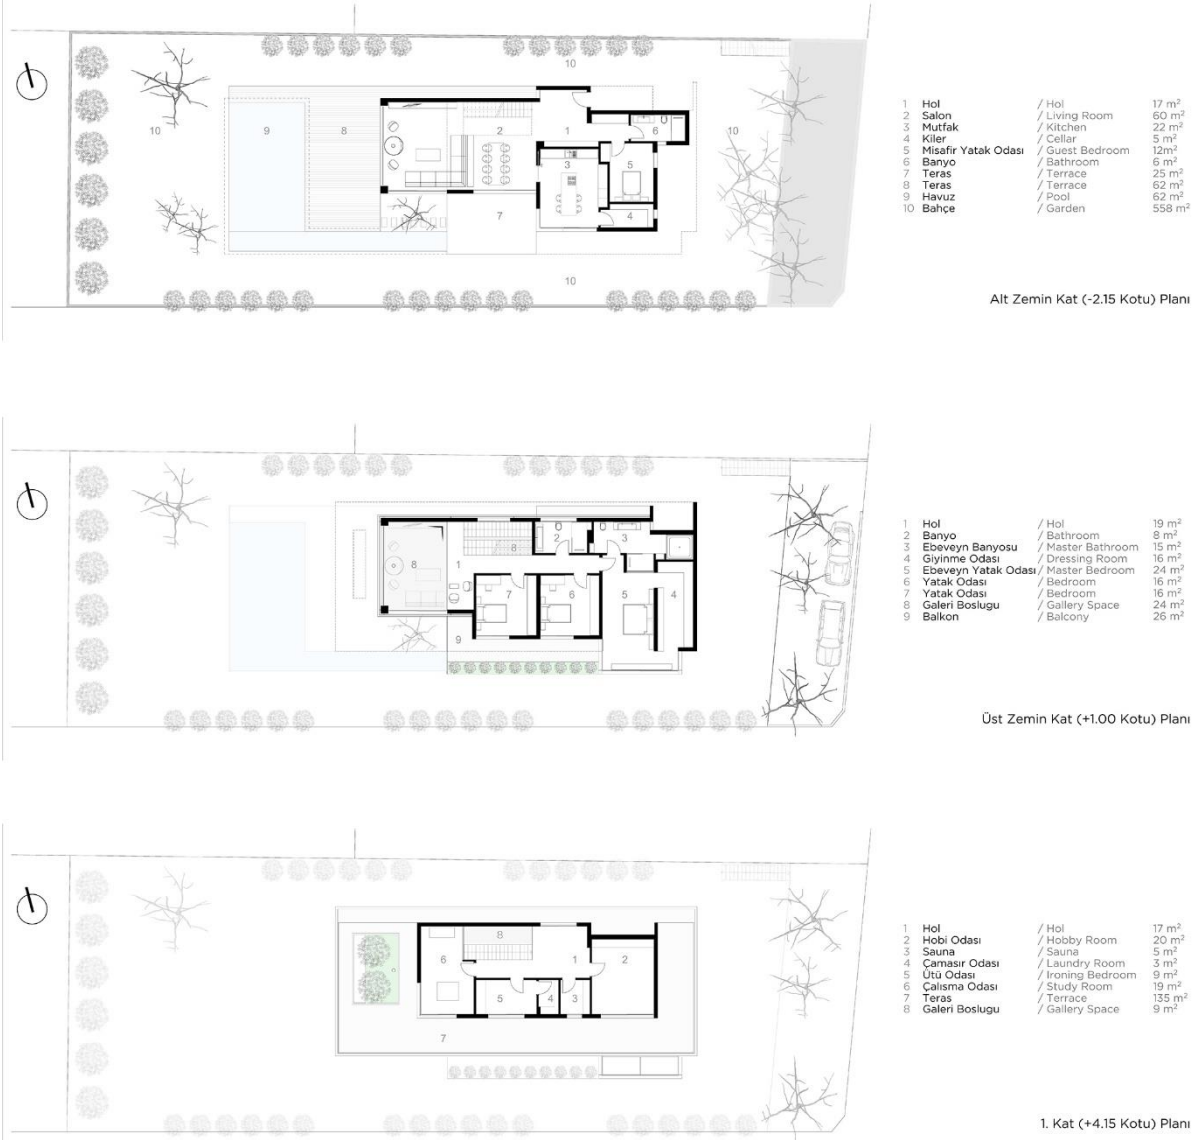 1 Hol / Hol 17 m²
2 Salon / Living Room 60 m²
3 Mutfak / Kitchen 22 m²
4 Kiler / Cellar 5 m²
5 Misafir Yatak Odası / Guest Bedroom 12m²
6 Banyo / Bathroom 6 m²
7 Teras / Terrace 25 m²
8 Teras / Terrace 62 m²
9 Havuz / Pool 62 m²
10 Bahçe / Garden 558 m²
10
10 9 8 2 1 6 10
3 5
7 4
10
Alt Zemin Kat (-2.15 Kotu) Planı
1 Hol / Hol 19 m²
2 Banyo / Bathroom 8 m²
3 Ebeveyn Banyosu / Master Bathroom 15 m²
4 Giyinme Odası / Dressing Room 16 m²
5 Ebeveyn Yatak Odası / Master Bedroom 24 m²
6 Yatak Odası / Bedroom 16 m²
7 Yatak Odası / Bedroom 16 m²
8 Galeri Boslugu / Gallery Space 24 m²
9 Balkon / Balcony 26 m²
8 2 3
8 1
7 6 5 4
9
Üst Zemin Kat (+1.00 Kotu) Planı
1 Hol / Hol 17 m²
2 Hobi Odası / Hobby Room 20 m²
3 Sauna / Sauna 5 m²
4 Çamasır Odası / Laundry Room 3 m²
5 Ütü Odası / Ironing Bedroom 9 m²
6 Çalısma Odası / Study Room 19 m²
7 Teras / Terrace 135 m²
8 Galeri Boslugu / Gallery Space 9 m²
8
6 1 2
5 4 3
7
1. Kat (+4.15 Kotu) Planı